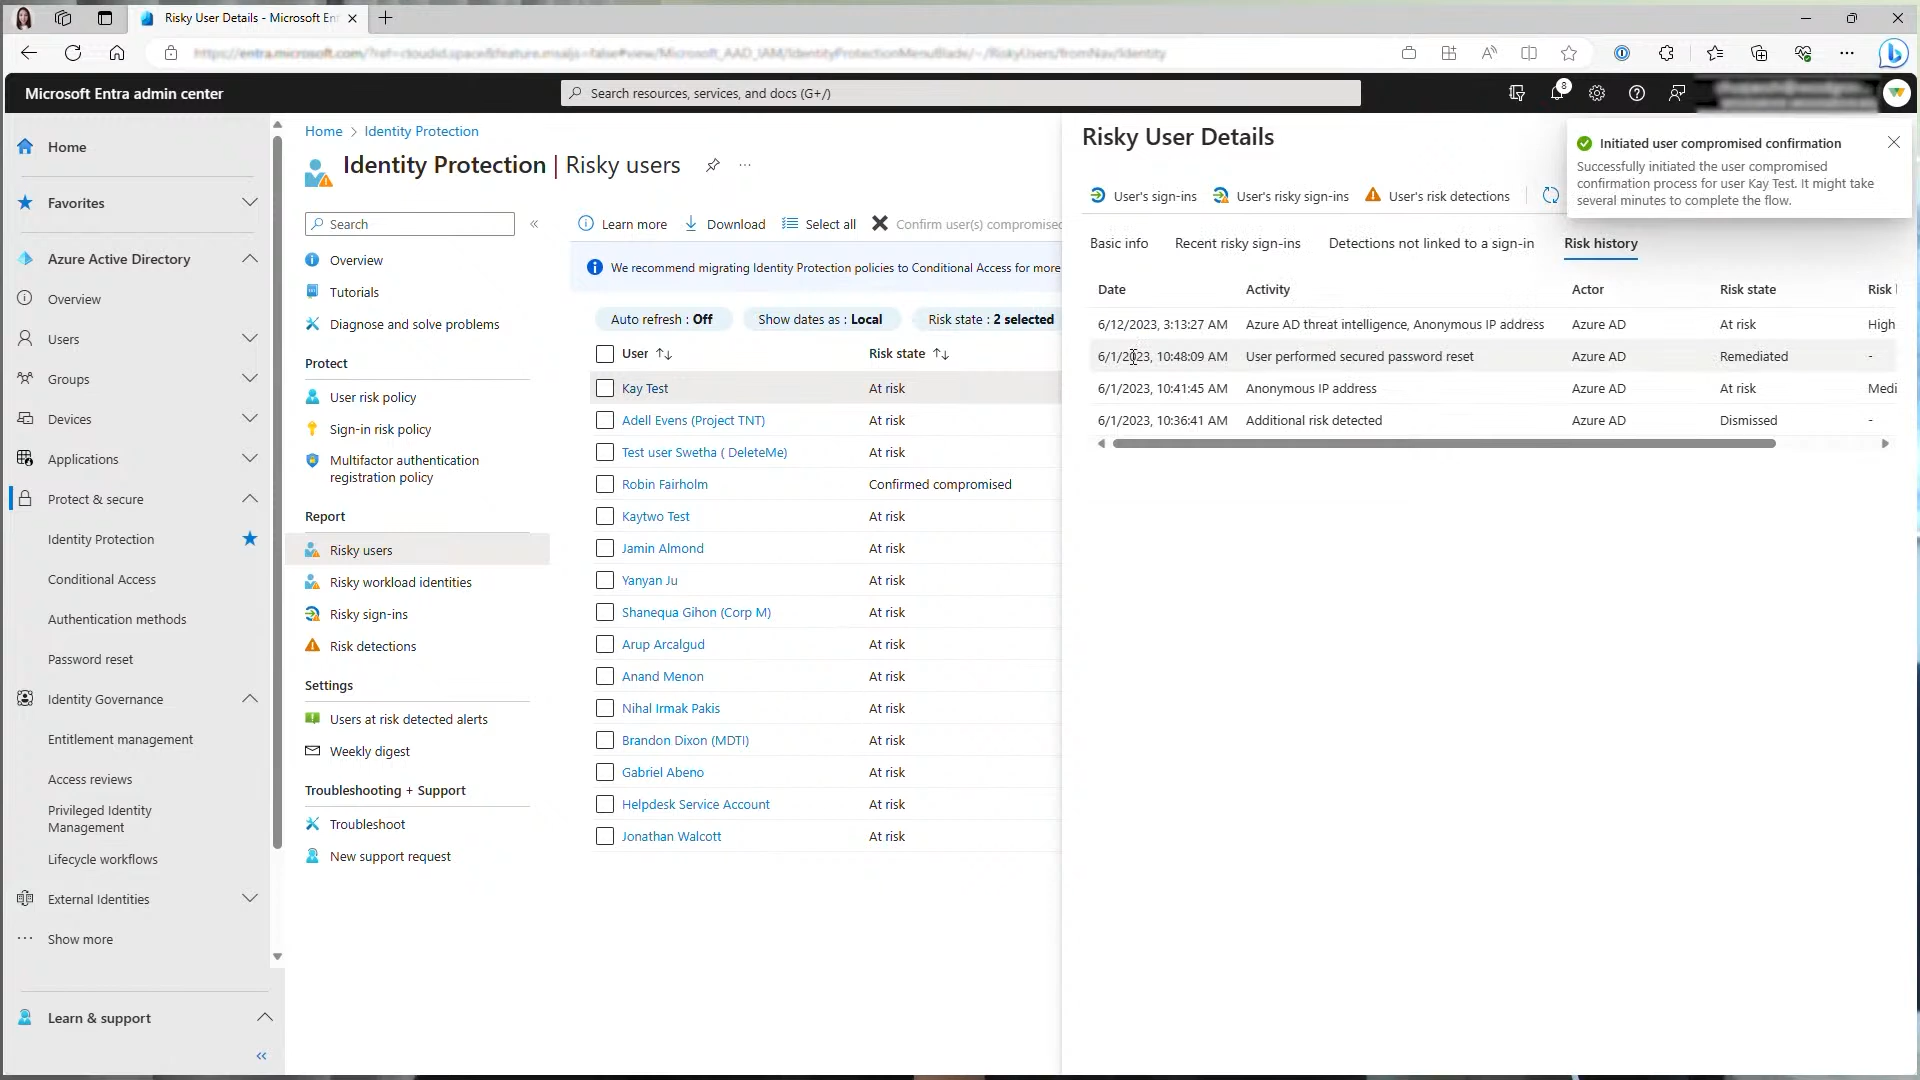 Risky User Details - Microsoft En
Microsoft Entra admin center
Search resources, services, and docs (G+/)
8
Home
Favorites
Azure Active Directory
Overview
Users
Groups
Devices
Applications
Protect & secure
Identity Protection
Conditional Access
Authentication methods
Password reset
Identity Governance
Entitlement management
Access reviews
Privileged Identity
Management
Lifecycle workflows
External Identities
Show more
Learn & support
Home > Identity Protection
Identity Protection | Risky users
Search
Overview
Tutorials
Diagnose and solve problems
Protect
User risk policy
Sign-in risk policy
Multifactor authentication
registration policy
Report
Risky users
Risky workload identities
Risky sign-ins
Risk detections
Settings
Users at risk detected alerts
Weekly digest
Troubleshooting + Support
Troubleshoot
New support request
Learn more Download Select all Confirm user(s) compromised
We recommend migrating Identity Protection policies to Conditional Access for more
Auto refresh : Off Show dates as : Local Risk state : 2 selected
User Risk state
Kay Test At risk
Adell Evens (Project TNT) At risk
Test user Swetha ( DeleteMe) At risk
Robin Fairholm Confirmed compromised
Kaytwo Test At risk
Jamin Almond At risk
Yanyan Ju At risk
Shanequa Gihon (Corp M) At risk
Arup Arcalgud At risk
Anand Menon At risk
Nihal Irmak Pakis At risk
Brandon Dixon (MDTI) At risk
Gabriel Abeno At risk
Helpdesk Service Account At risk
Jonathan Walcott At risk
Risky User Details
User's sign-ins User's risky sign-ins User's risk detections
Initiated user compromised confirmation
Successfully initiated the user compromised
confirmation process for user Kay Test. It might take
several minutes to complete the flow.
Basic info Recent risky sign-ins Detections not linked to a sign-in Risk history
Date Activity Actor Risk state Risk l
6/12/2023, 3:13:27 AM Azure AD threat intelligence, Anonymous IP address Azure AD At risk High
6/1/2023, 10:48:09 AM User performed secured password reset Azure AD Remediated -
6/1/2023, 10:41:45 AM Anonymous IP address Azure AD At risk Medi
6/1/2023, 10:36:41 AM Additional risk detected Azure AD Dismissed -